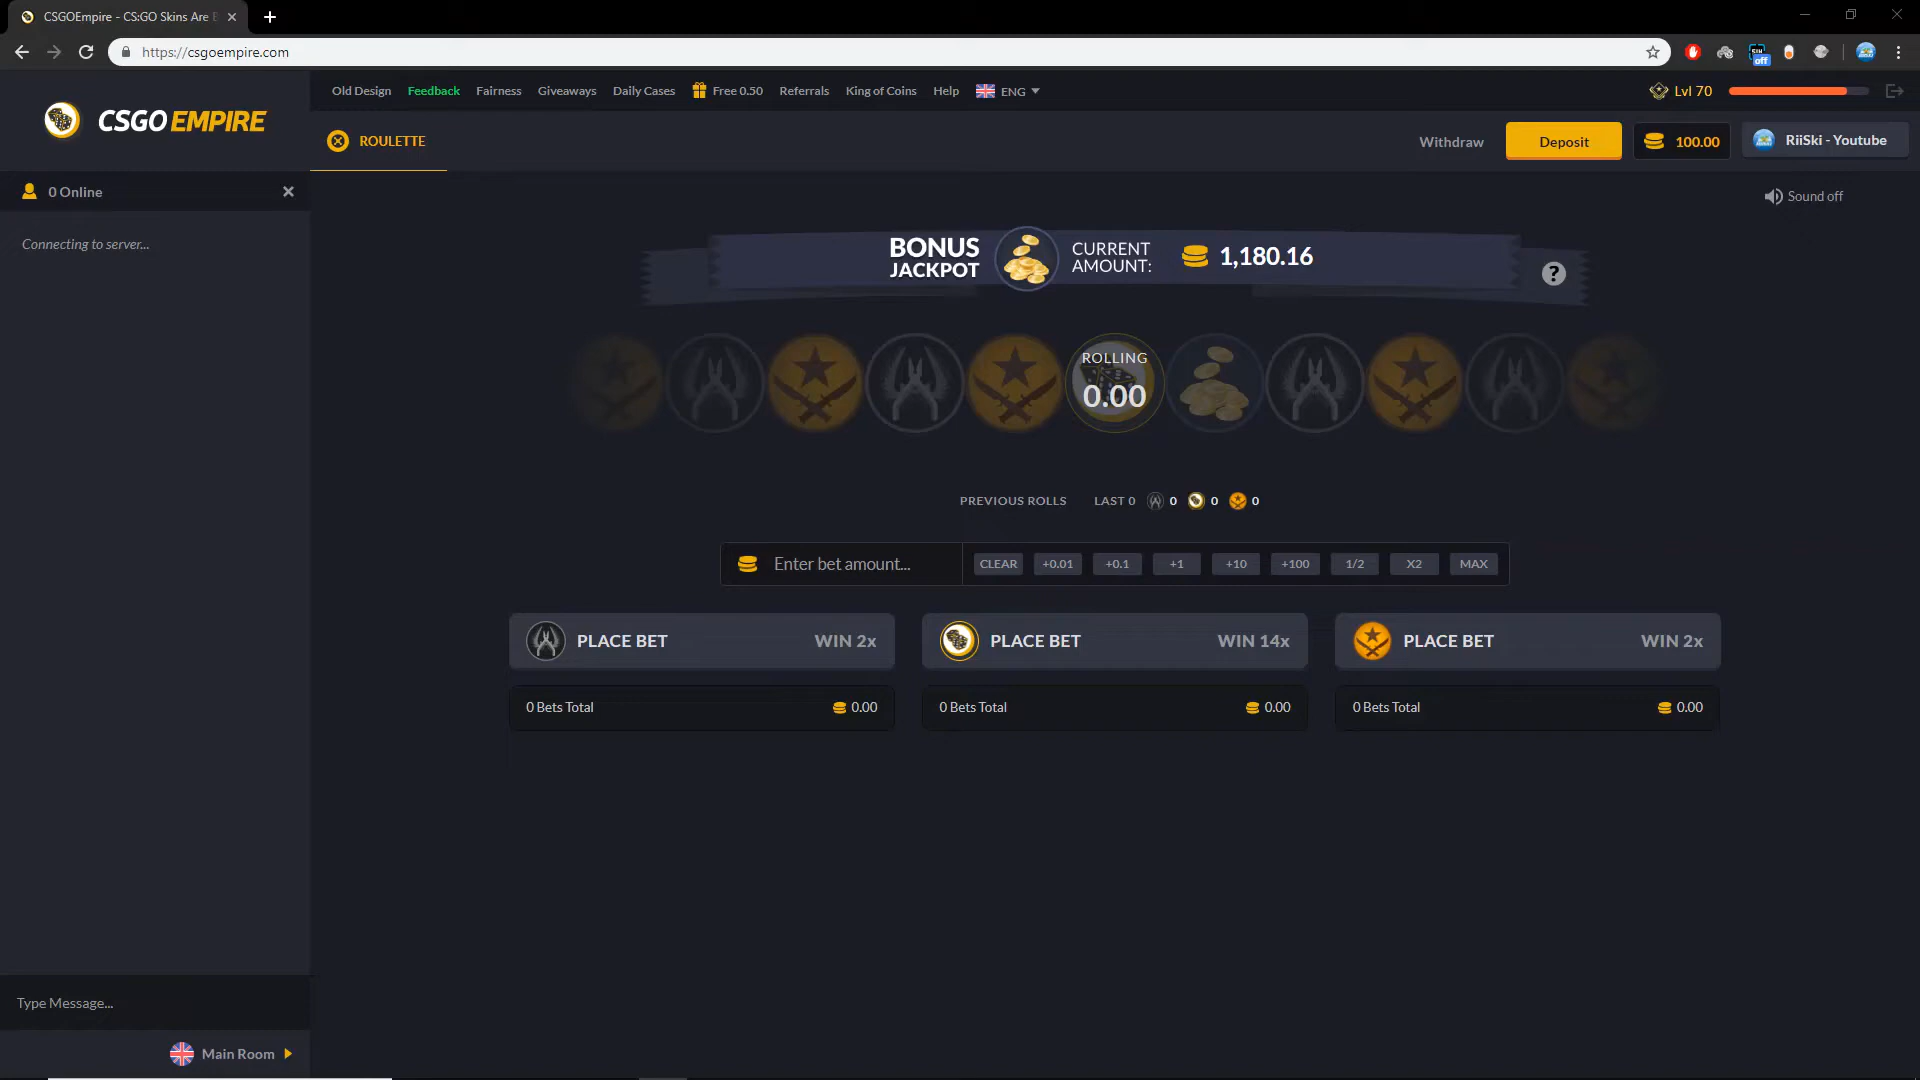 CSGOEmpire - CS:GO Skins Are B
https://csgoempire.com
off
CSGOEMPIRE
Old Design Feedback Fairness Giveaways Daily Cases Free 0.50 Referrals King of Coins Help ENG
Lvl 70
ROULETTE
Withdraw Deposit 100.00 RiiSki - Youtube
0 Online
Connecting to server...
Sound off
BONUS
JACKPOT
CURRENT
AMOUNT:
1,180.16
?
ROLLING
0.00
PREVIOUS ROLLS LAST 0 0 0 0
Enter bet amount... CLEAR +0.01 +0.1 +1 +10 +100 1/2 X2 MAX
PLACE BET WIN 2x
PLACE BET WIN 14x
PLACE BET WIN 2x
0 Bets Total 0.00
0 Bets Total 0.00
0 Bets Total 0.00
Type Message...
Main Room